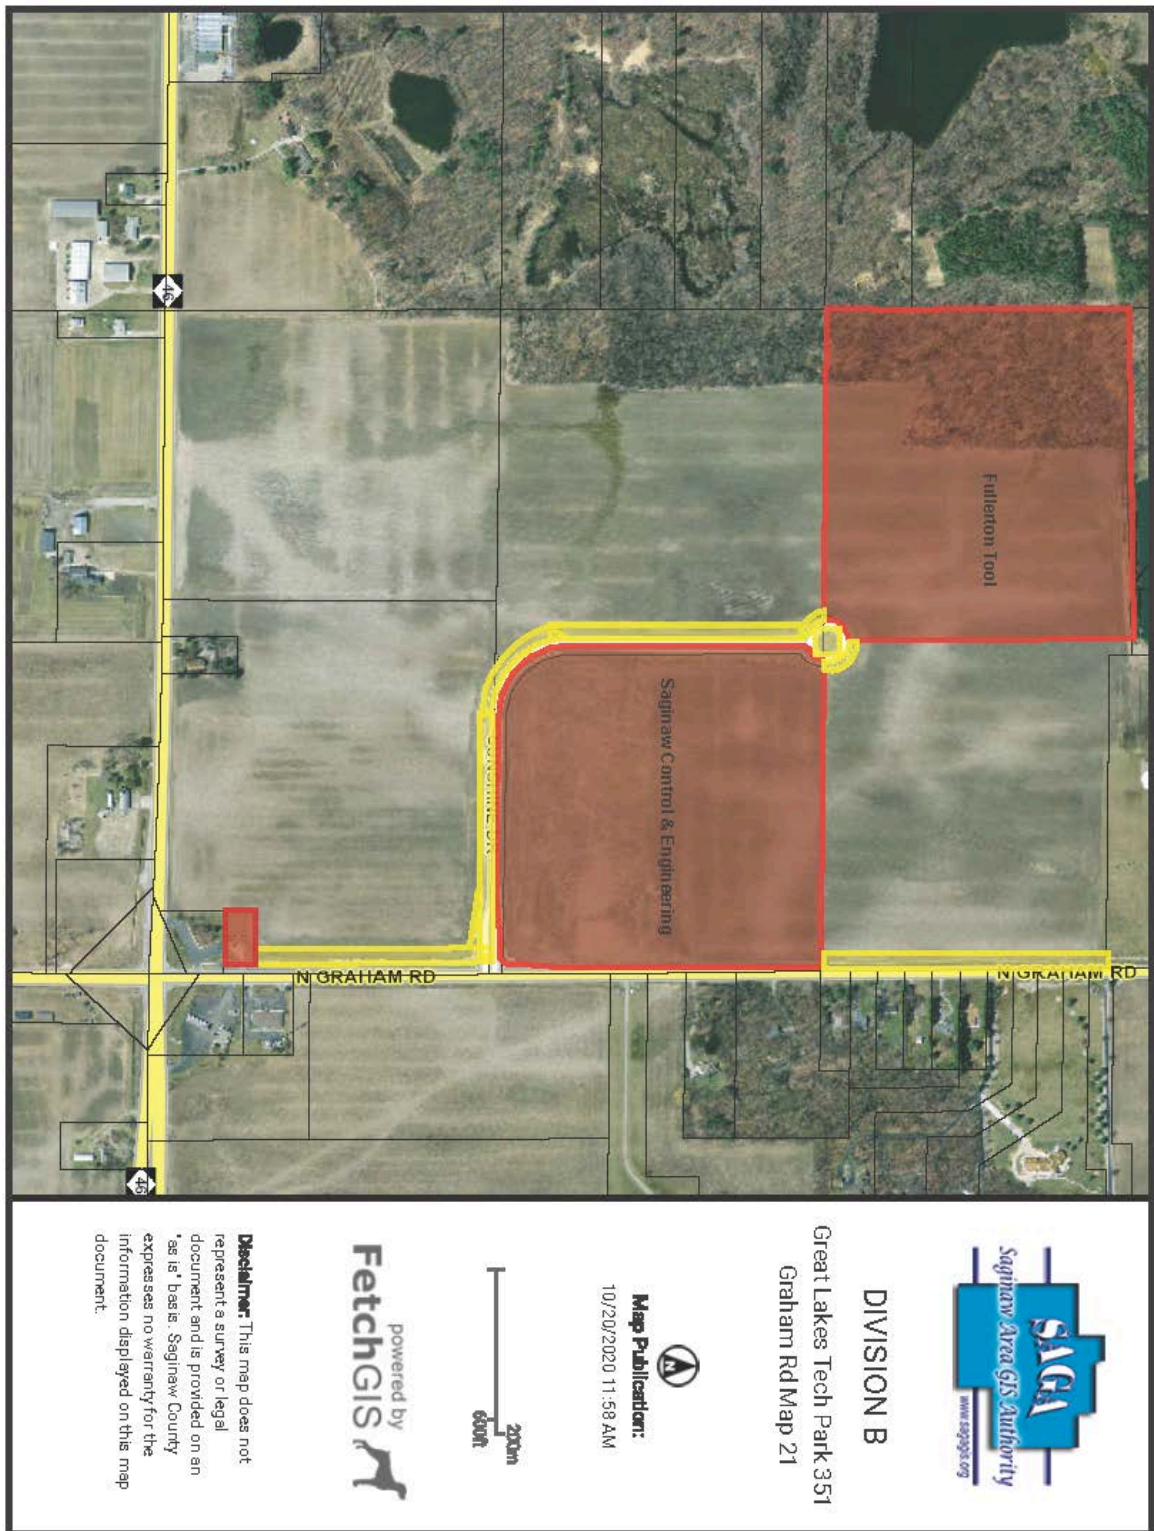 46
Fullerton Tool
Saginaw Control & Engineering
N GRAHAM RD
N GRAHAM RD
46
SAGA
Saginaw Area GIS Authority
www.sagagis.org
DIVISION B
Great Lakes Tech Park 351
Graham Rd Map 21
Map Publication:
10/20/2020 11:58 AM
200m
600ft
powered by
FetchGIS
Disclaimer: This map does not
represent a survey or legal
document and is provided on an
"as is" basis. Saginaw County
expresses no warranty for the
information displayed on this map
document.